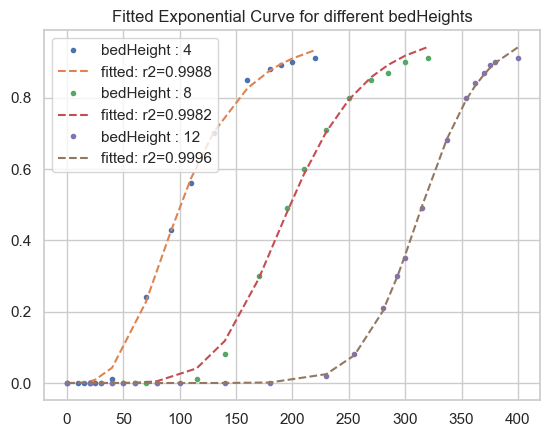 Fitted Exponential Curve for different bedHeights
bedHeight : 4
fitted: r2=0.9988
bedHeight : 8
fitted: r2=0.9982
bedHeight : 12
fitted: r2=0.9996
0.8
0.6
0.4
0.2
0.0
0 50 100 150 200 250 300 350 400